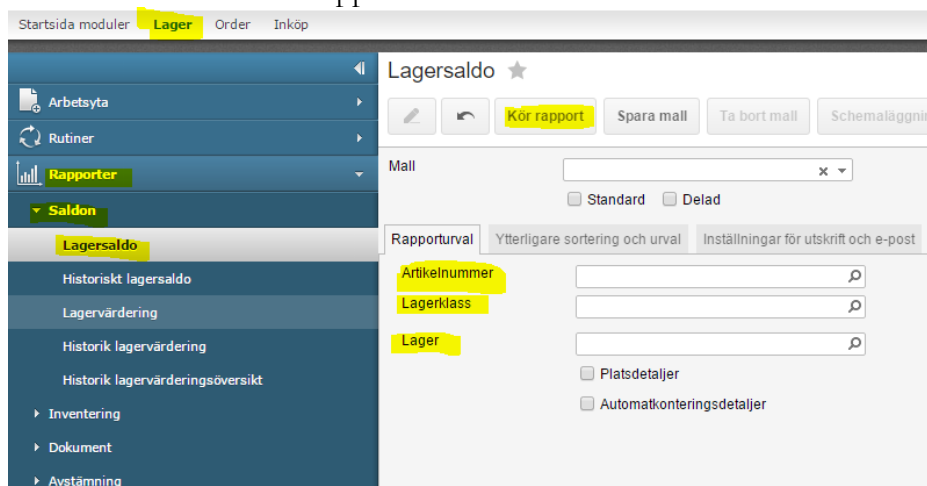 pp
Startsida moduler Lager Order Inköp
Lagersaldo
Arbetsyta
Kör rapport Spara mall Ta bort mall Schemaläggnin
Rutiner
Rapporter
Mall
Standard Delad
Saldon
Lagersaldo
Rapporturval Ytterligare sortering och urval Inställningar för utskrift och e-post
Historiskt lagersaldo
Artikelnummer
Lagerklass
Lagervärdering
Lager
Historik lagervärdering
Platsdetaljer
Historik lagervärderingsöversikt
Automatkonteringsdetaljer
Inventering
Dokument
Avstämning